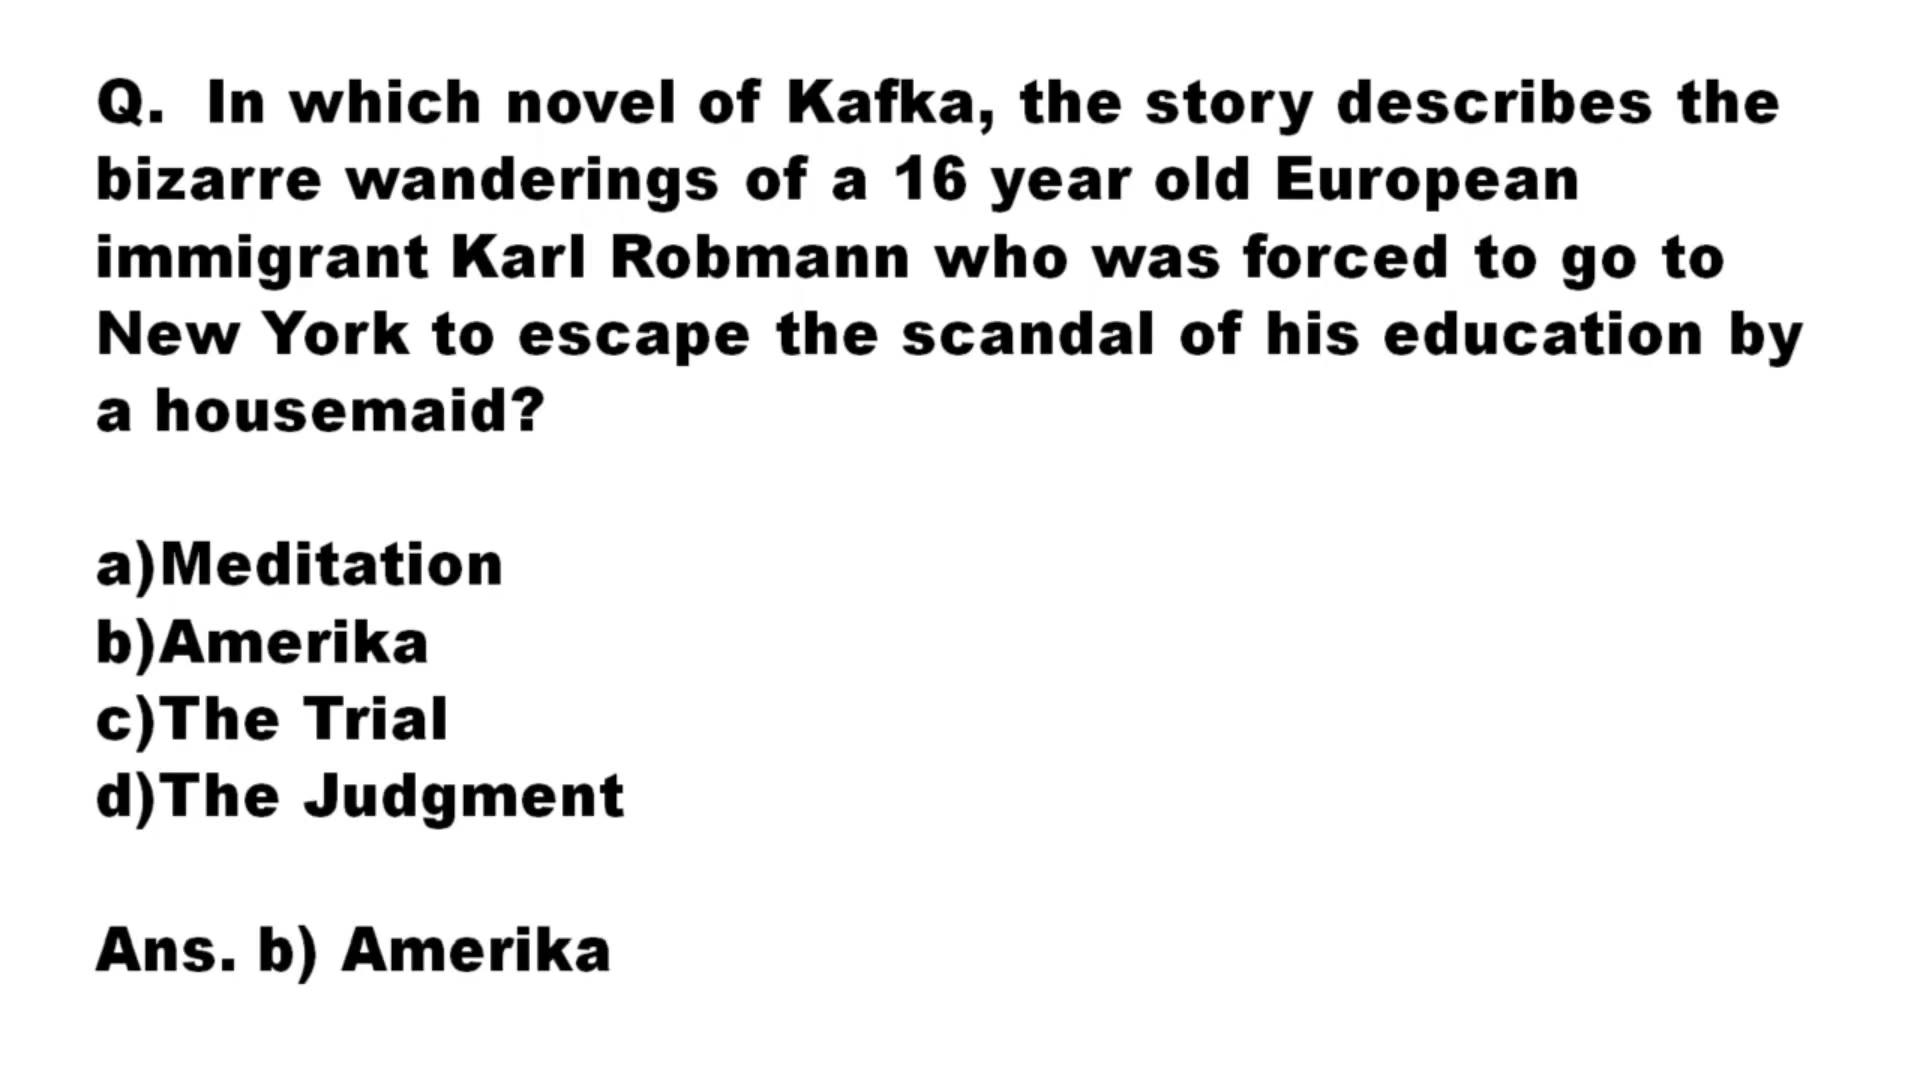 Q. In which novel of Kafka, the story describes the
bizarre wanderings of a 16 year old European
immigrant Karl Robmann who was forced to go to
New York to escape the scandal of his education by
a housemaid?
a)Meditation
b)Amerika
c)The Trial
d)The Judgment
Ans. b) Amerika